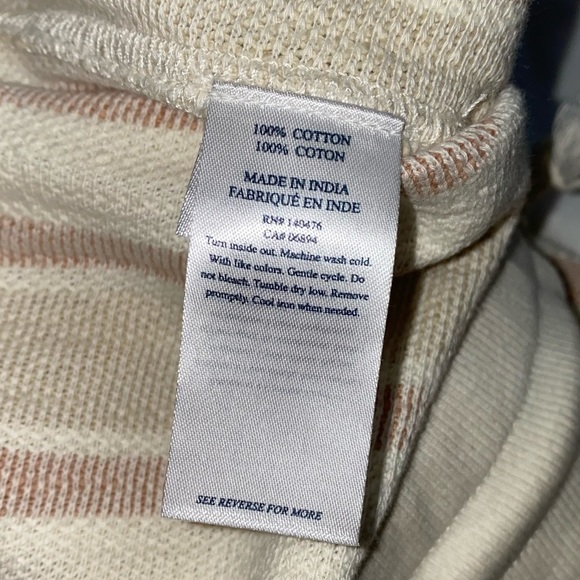 100% COTTON
100% COTON
MADE IN INDIA
FABRIQUÉ EN INDE
RN# 140476
CA# 06894
Turn inside out. Machine wash cold.
With like colors. Gentle cycle. Do
not bleach. Tumble dry low. Remove
promptly. Cool iron when needed.
SEE REVERSE FOR MORE